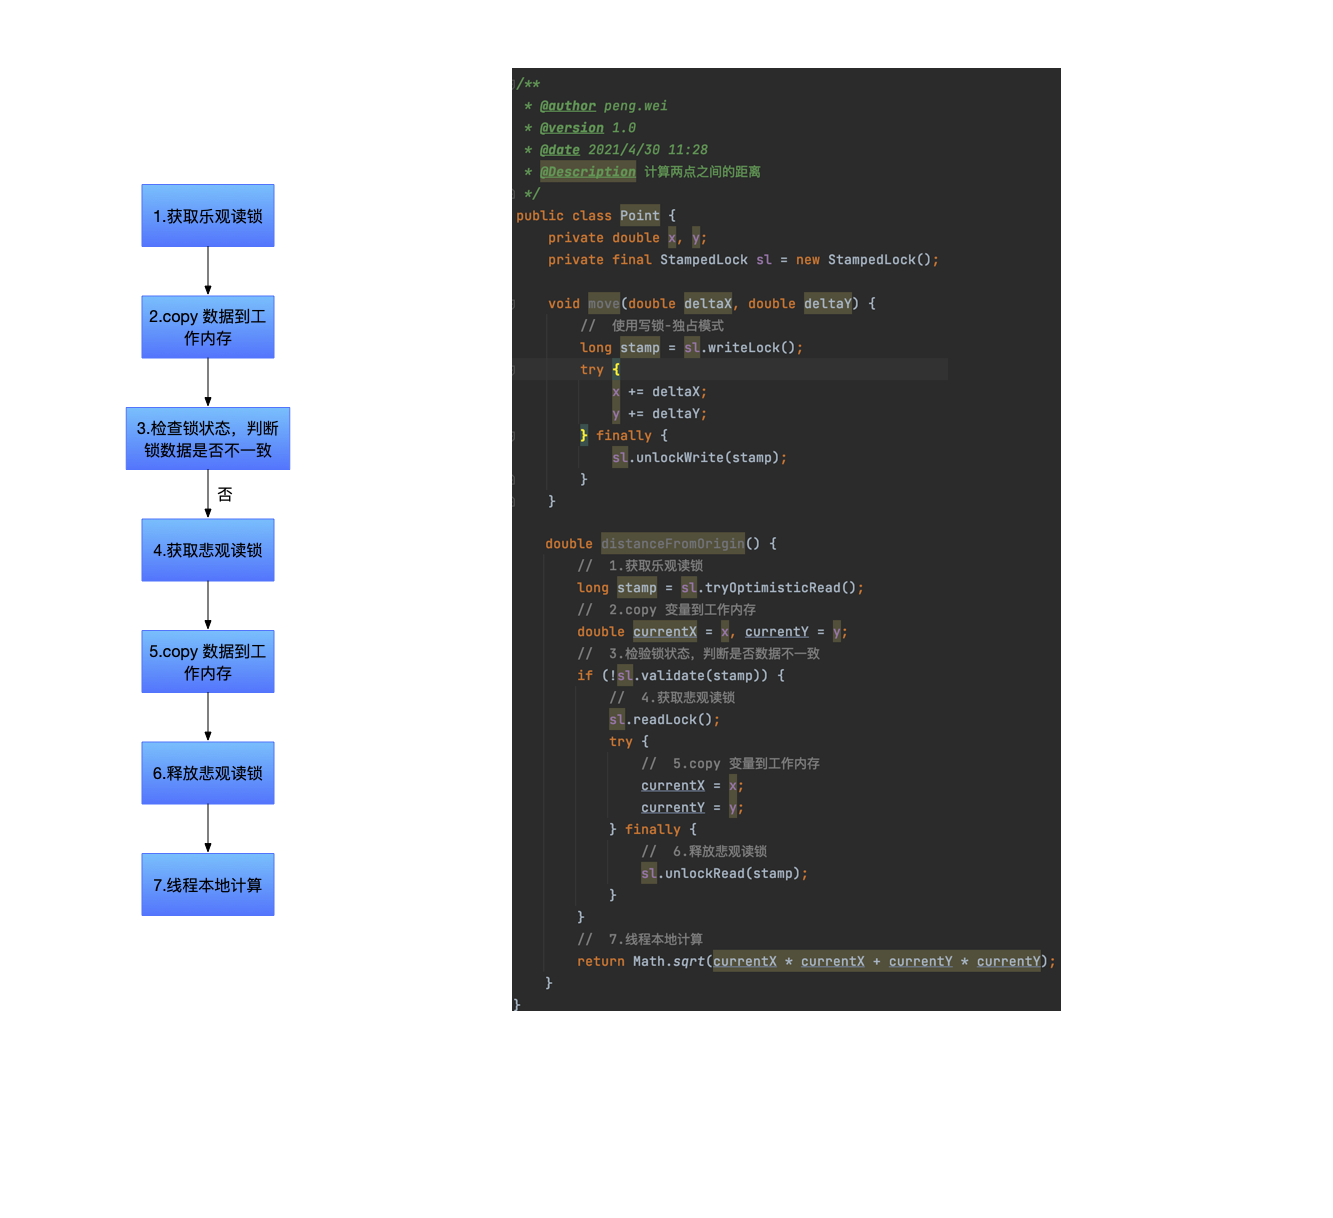 1.获取乐观读锁
2.copy 数据到工
作内存
3.检查锁状态，判断
锁数据是否不一致
否
4.获取悲观读锁
5.copy 数据到工
作内存
6.释放悲观读锁
7.线程本地计算
/**
 * @author peng.wei
 * @version 1.0
 * @date 2021/4/30 11:28
 * @Description 计算两点之间的距离
 */
public class Point {
    private double x, y;
    private final StampedLock sl = new StampedLock();
    void move(double deltaX, double deltaY) {
        //  使用写锁-独占模式
        long stamp = sl.writeLock();
        try {
            x += deltaX;
            y += deltaY;
        } finally {
            sl.unlockWrite(stamp);
        }
    }
    double distanceFromOrigin() {
        //  1.获取乐观读锁
        long stamp = sl.tryOptimisticRead();
        //  2.copy 变量到工作内存
        double currentX = x, currentY = y;
        //  3.检验锁状态，判断是否数据不一致
        if (!sl.validate(stamp)) {
            //  4.获取悲观读锁
            sl.readLock();
            try {
                //  5.copy 变量到工作内存
                currentX = x;
                currentY = y;
            } finally {
                //  6.释放悲观读锁
                sl.unlockRead(stamp);
            }
        }
        //  7.线程本地计算
        return Math.sqrt(currentX * currentX + currentY * currentY);
    }
}